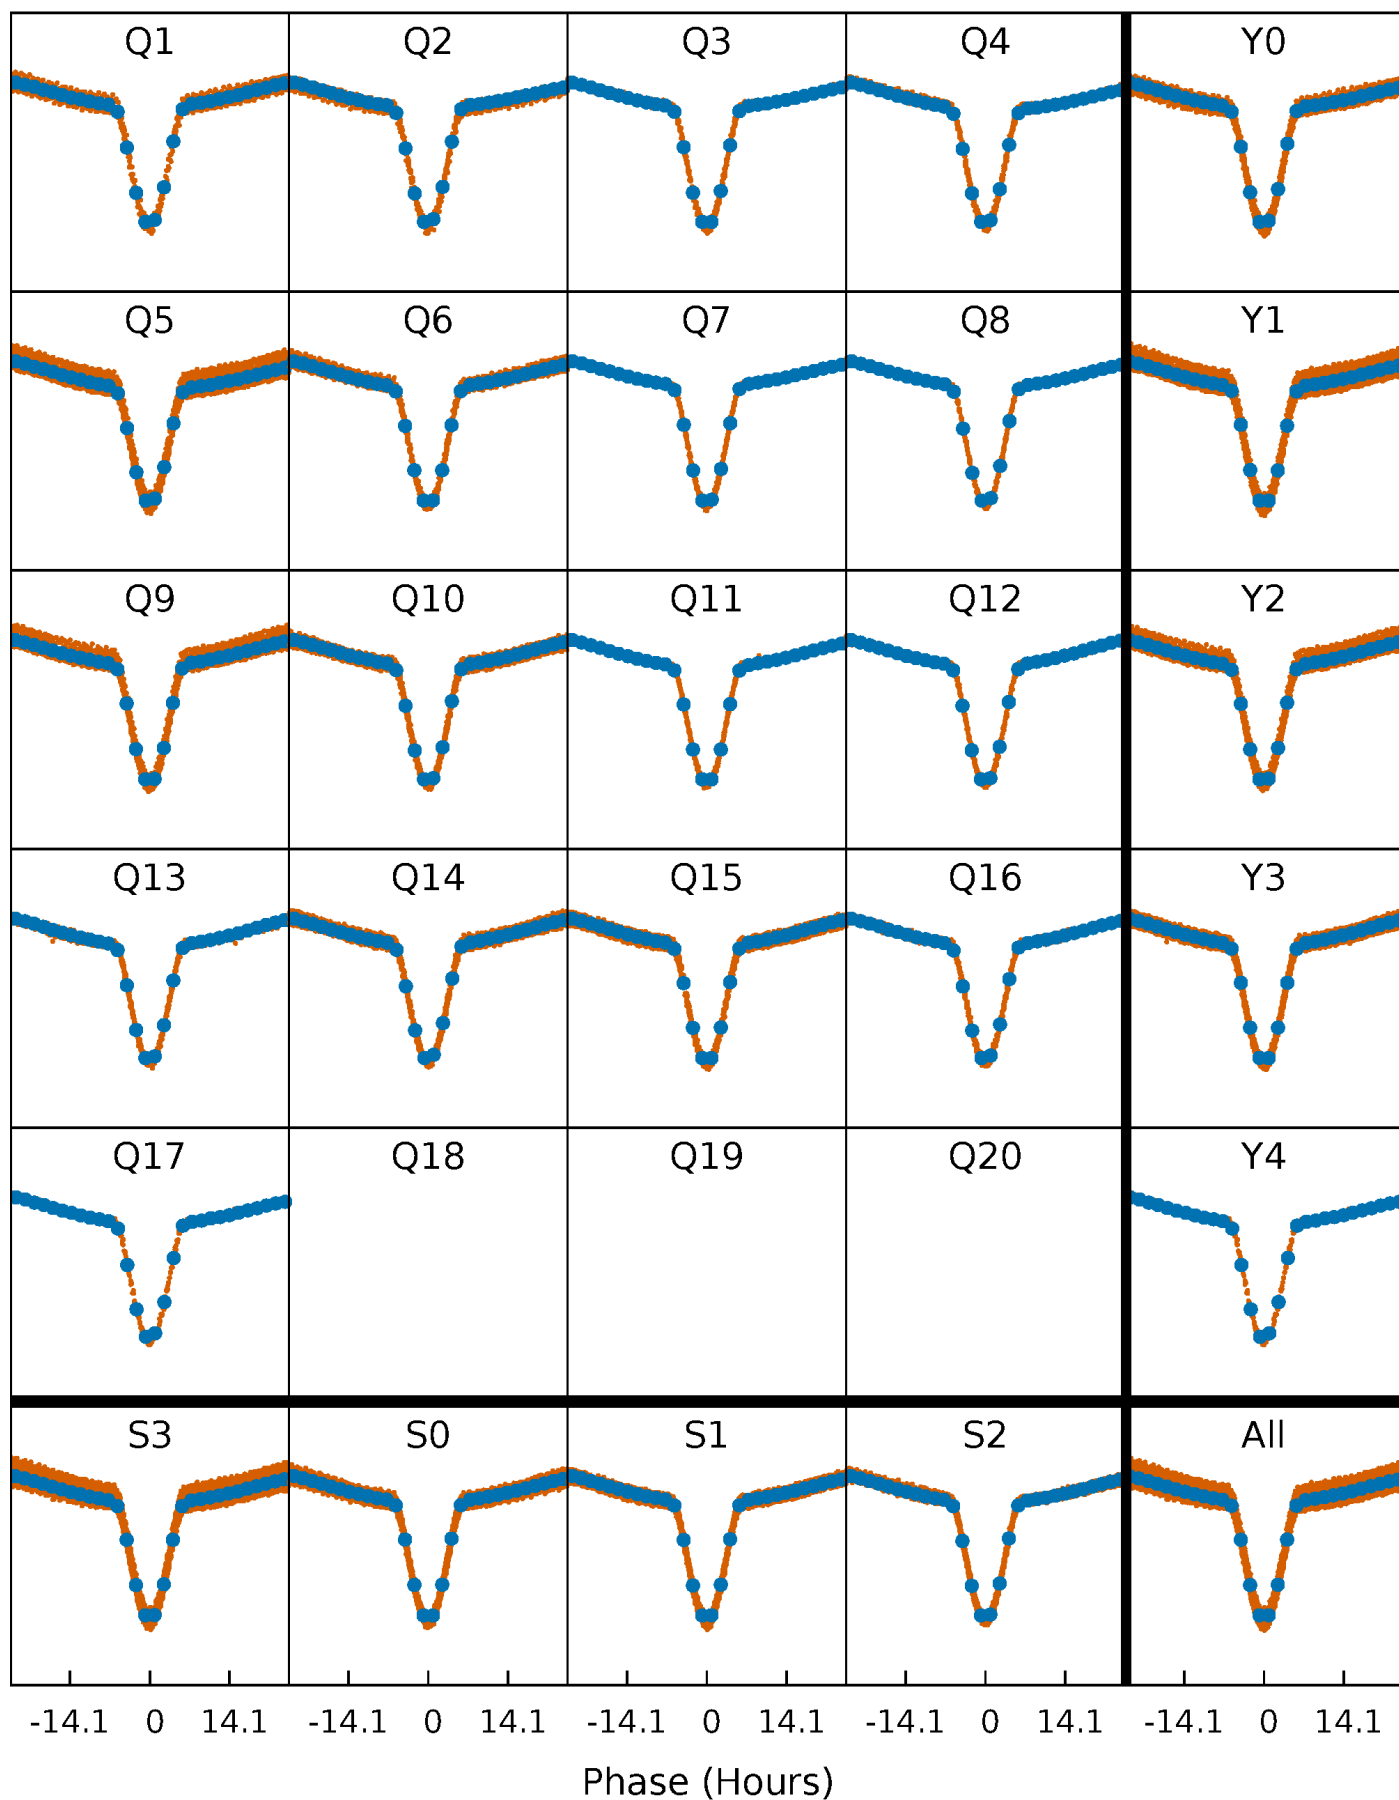 Q1 Q2 Q3 Q4 Y0
Q5 Q6 Q7 Q8 Y1
Q9 Q10 Q11 Q12 Y2
Q13 Q14 Q15 Q16 Y3
Q17 Q18 Q19 Q20 Y4
S3 S0 S1 S2 All
-14.1 0 14.1 -14.1 0 14.1 -14.1 0 14.1 -14.1 0 14.1 -14.1 0 14.1
Phase (Hours)